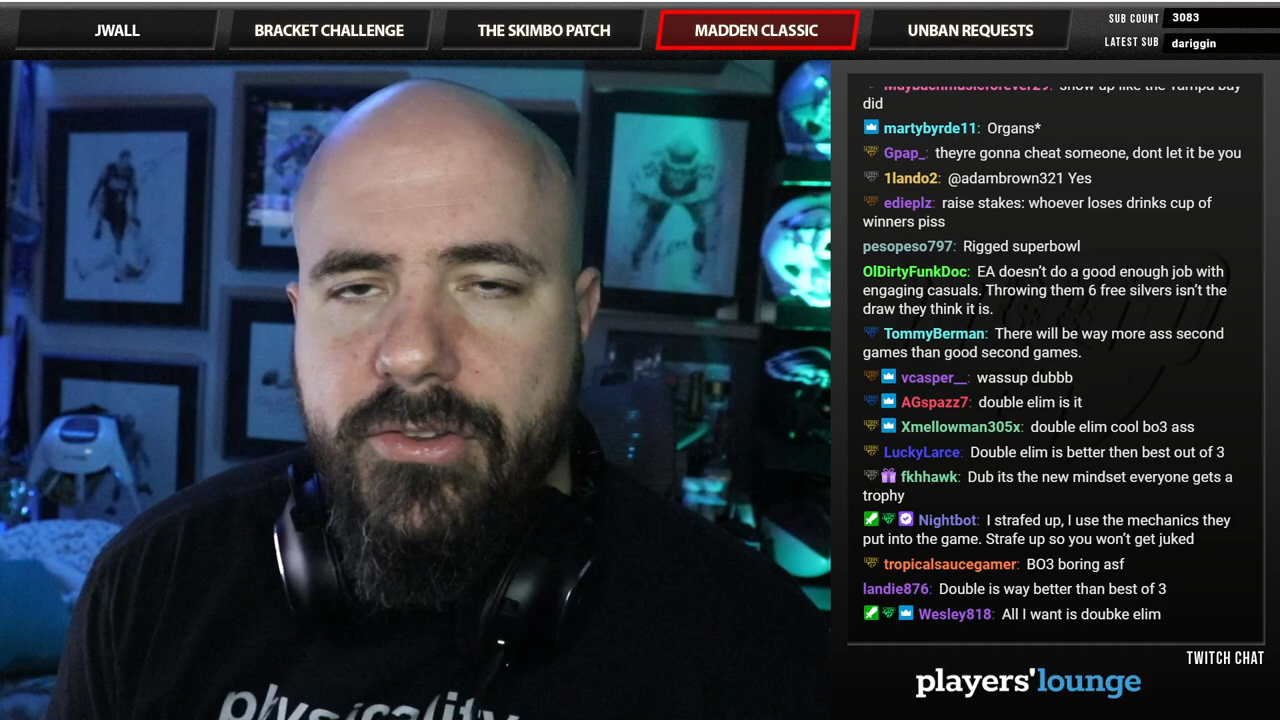 JWALL
BRACKET CHALLENGE
THE SKIMBO PATCH
MADDEN CLASSIC
UNBAN REQUESTS
SUB COUNT 3083
LATEST SUB dariggin
Maybachmusicforever29: show up like the Tampa bay
did
martybyrde11: Organs*
Gpap_: theyre gonna cheat someone, dont let it be you
1lando2: @adambrown321 Yes
edieplz: raise stakes: whoever loses drinks cup of
winners piss
pesopeso797: Rigged superbowl
OlDirtyFunkDoc: EA doesn't do a good enough job with
engaging casuals. Throwing them 6 free silvers isn't the
draw they think it is.
TommyBerman: There will be way more ass second
games than good second games.
vcasper__: wassup dubbb
AGspazz7: double elim is it
Xmellowman305x: double elim cool bo3 ass
LuckyLarce: Double elim is better then best out of 3
fkhhawk: Dub its the new mindset everyone gets a
trophy
Nightbot: I strafed up, I use the mechanics they
put into the game. Strafe up so you won't get juked
tropicalsaucegamer: BO3 boring asf
landie876: Double is way better than best of 3
Wesley818: All I want is doubke elim
TWITCH CHAT
players'lounge
physicality